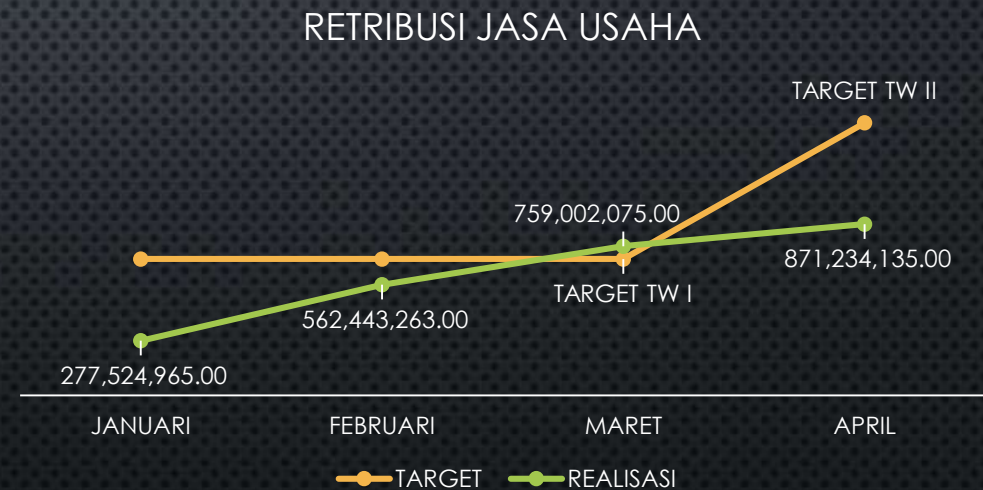 RETRIBUSI JASA USAHA
TARGET TW II
759,002,075.00
871,234,135.00
TARGET TW I
562,443,263.00
277,524,965.00
JANUARI FEBRUARI MARET APRIL
TARGET REALISASI